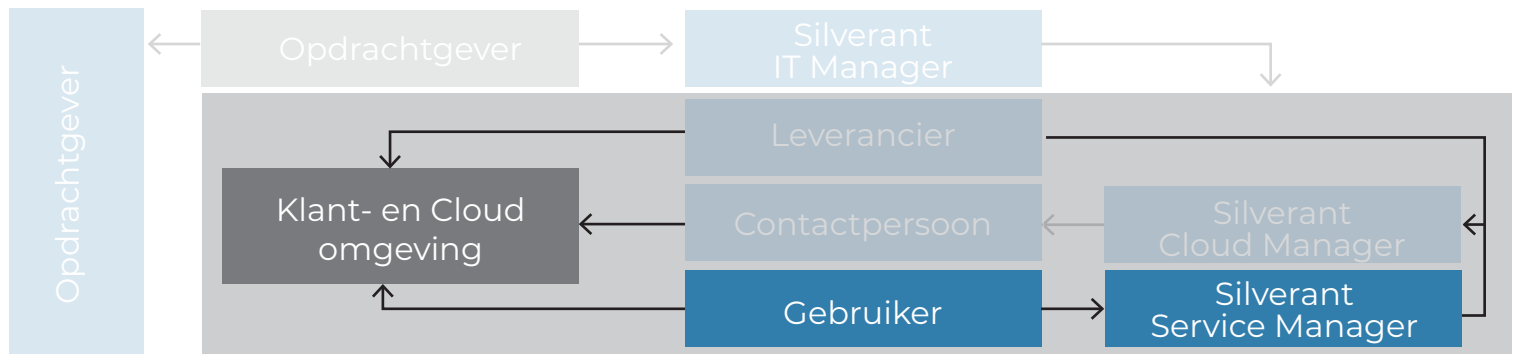 Opdrachtgever
Opdrachtgever
Silverant
IT Manager
Leverancier
Klant- en Cloud
omgeving
Contactpersoon
Silverant
Cloud Manager
Gebruiker
Silverant
Service Manager